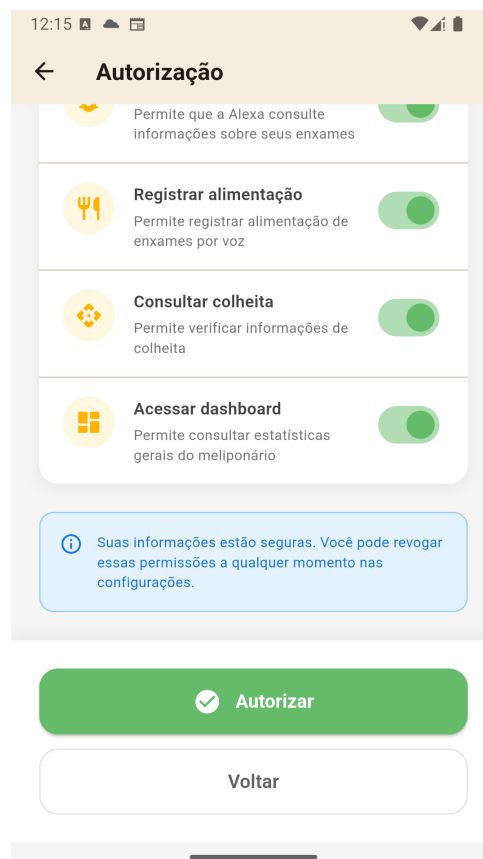 12:15
Autorização
Permite que a Alexa consulte
informações sobre seus enxames
Registrar alimentação
Permite registrar alimentação de
enxames por voz
Consultar colheita
Permite verificar informações de
colheita
Acessar dashboard
Permite consultar estatísticas
gerais do meliponário
Suas informações estão seguras. Você pode revogar
essas permissões a qualquer momento nas
configurações.
Autorizar
Voltar